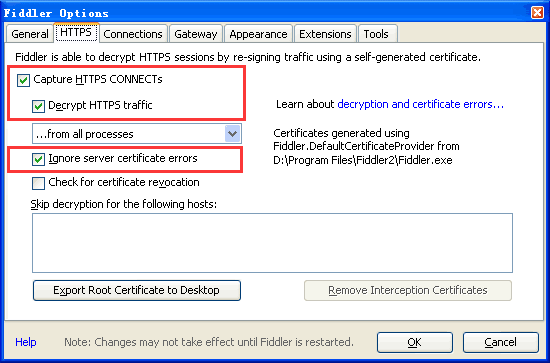 Fiddler Options
General HTTPS Connections Gateway Appearance Extensions Tools
Fiddler is able to decrypt HTTPS sessions by re-signing traffic using a self-generated certificate.
Capture HTTPS CONNECTs
Decrypt HTTPS traffic
Learn about decryption and certificate errors...
...from all processes
Certificates generated using
Fiddler.DefaultCertificateProvider from
D:\Program Files\Fiddler2\Fiddler.exe
Ignore server certificate errors
Check for certificate revocation
Skip decryption for the following hosts:
Export Root Certificate to Desktop
Remove Interception Certificates
Help
Note: Changes may not take effect until Fiddler is restarted.
OK
Cancel